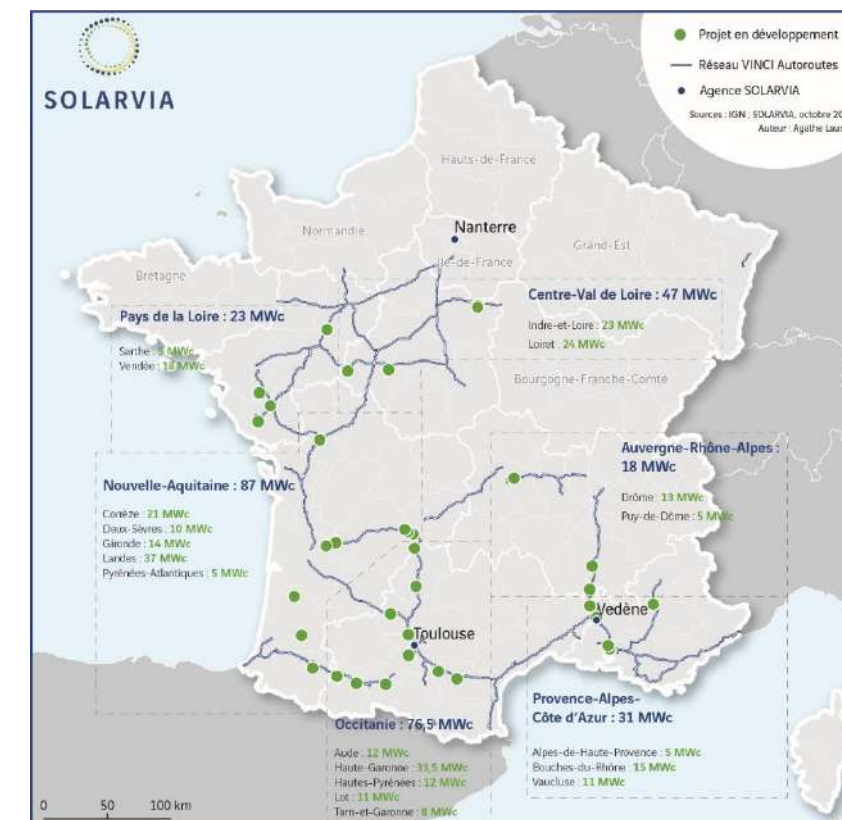 SOLARVIA
Projet en développement
Réseau VINCI Autoroutes
Agence SOLARVIA
Sources : IGN ; SOLARVIA, octobre 20
Auteur : Agathe Laur
Hauts-de-France
Normandie
Nanterre
Île-de-France
Grand-Est
Bretagne
Pays de la Loire : 23 MWc
Sarthe : 5 MWc
Vendée : 18 MWc
Centre-Val de Loire : 47 MWc
Indre-et-Loire : 23 MWc
Loiret : 24 MWc
Bourgogne-Franche-Comté
Auvergne-Rhône-Alpes :
18 MWc
Drôme : 13 MWc
Puy-de-Dôme : 5 MWc
Nouvelle-Aquitaine : 87 MWc
Corrèze : 21 MWc
Deux-Sèvres : 10 MWc
Gironde : 14 MWc
Landes : 37 MWc
Pyrénées-Atlantiques : 5 MWc
Vedène
Toulouse
Occitanie : 76,5 MWc
Aude : 12 MWc
Haute-Garonne : 33,5 MWc
Hautes-Pyrénées : 12 MWc
Lot : 11 MWc
Tarn-et-Garonne : 8 MWc
Provence-Alpes-
Côte d'Azur : 31 MWc
Alpes-de-Haute-Provence : 5 MWc
Bouches-du-Rhône : 15 MWc
Vaucluse : 11 MWc
0 50 100 km